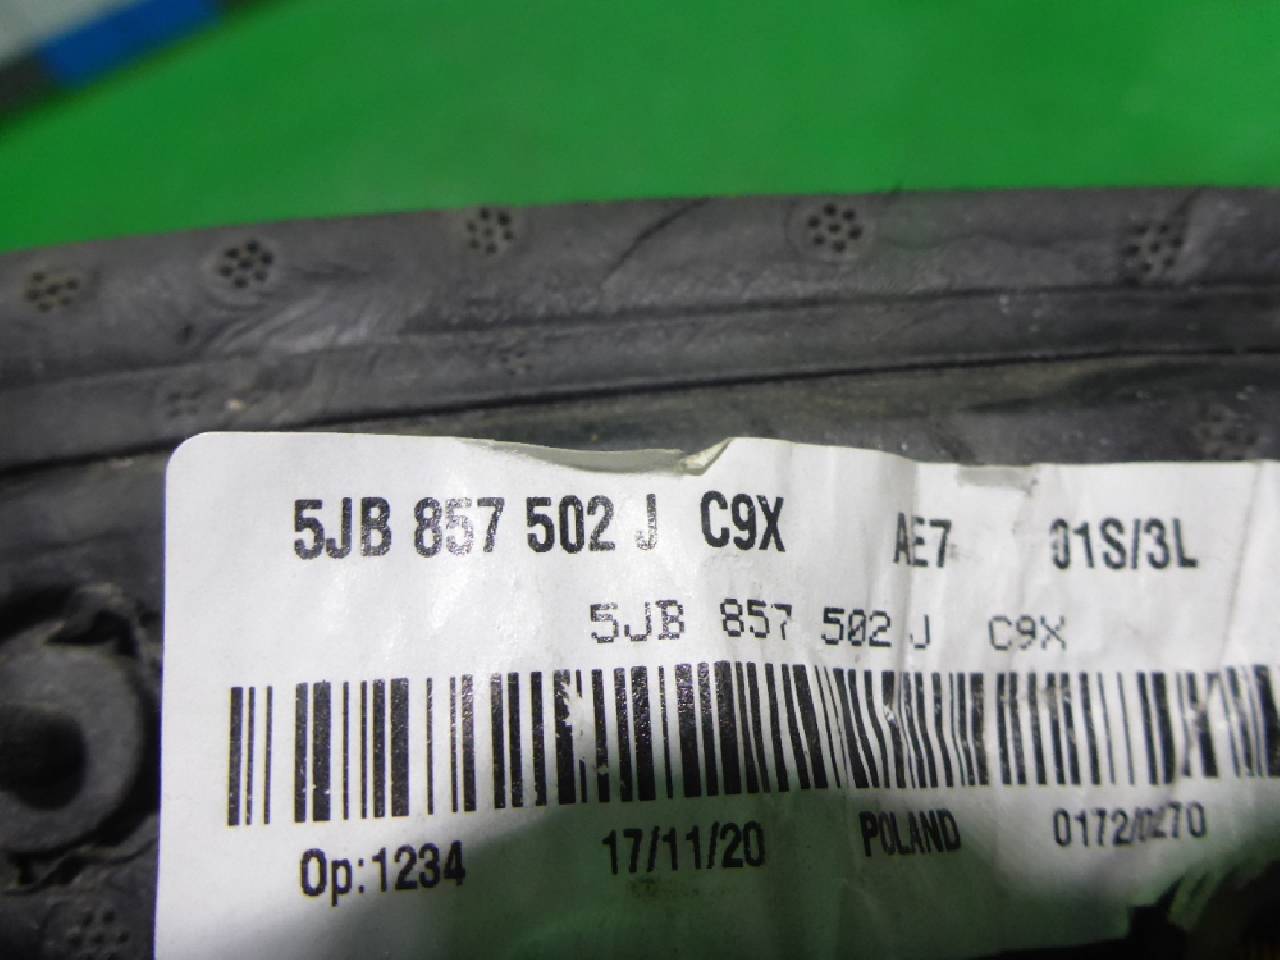 5JB 857 502 J C9X AE7 01S/3L
5JB 857 502 J C9X
Op:1234 17/11/20 POLAND 0172/0270